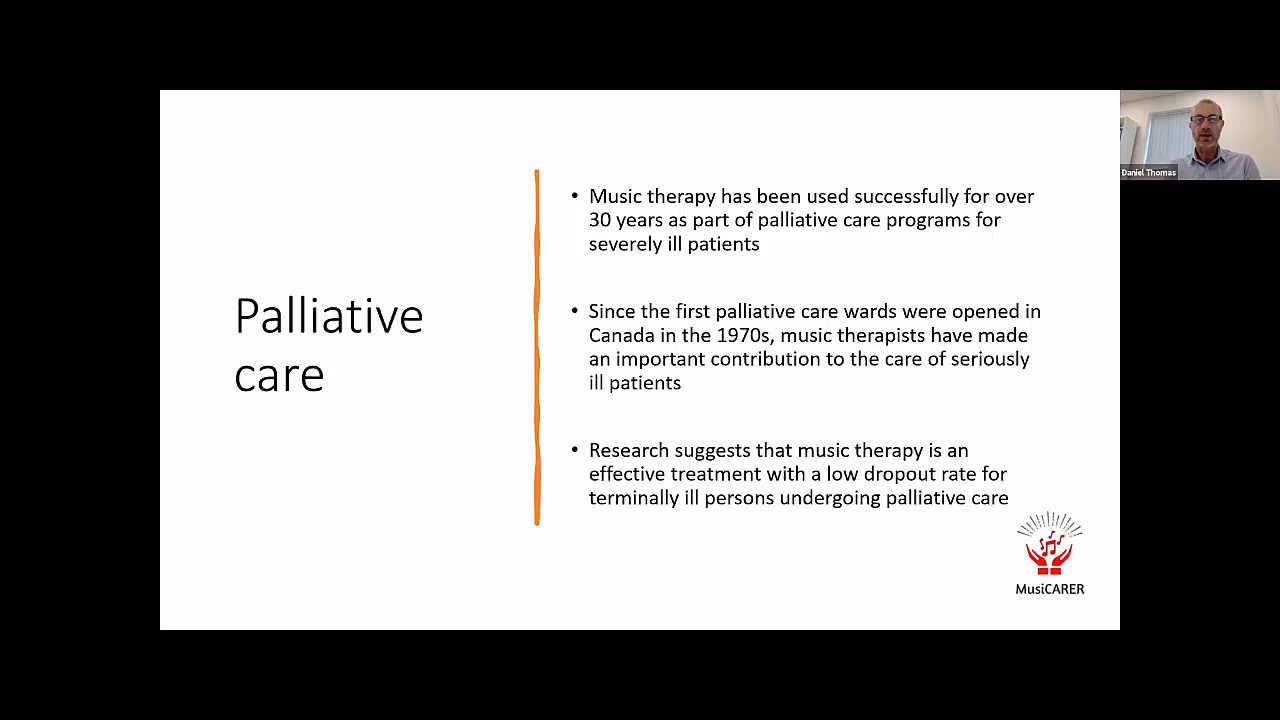 Palliative
care
• Music therapy has been used successfully for over
30 years as part of palliative care programs for
severely ill patients
• Since the first palliative care wards were opened in
Canada in the 1970s, music therapists have made
an important contribution to the care of seriously
ill patients
• Research suggests that music therapy is an
effective treatment with a low dropout rate for
terminally ill persons undergoing palliative care
MusiCARER
Daniel Thomas